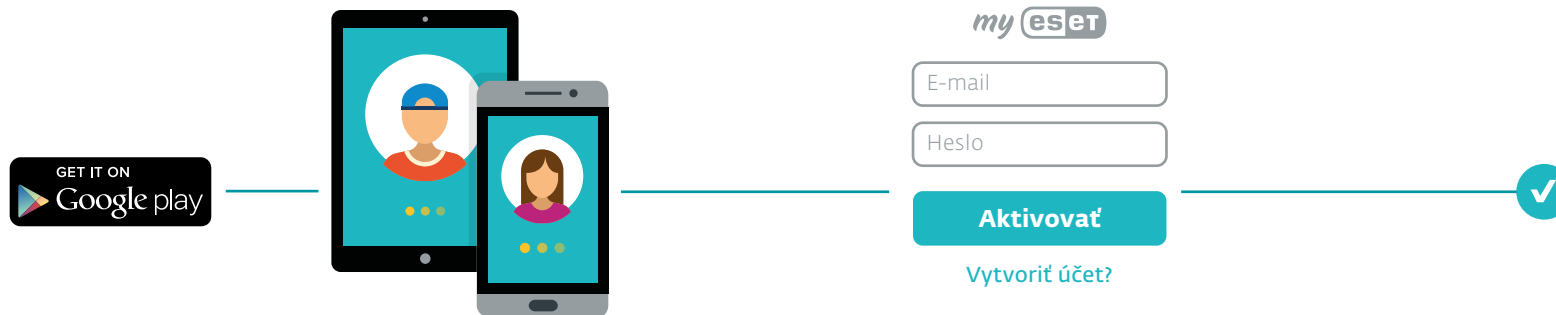 GET IT ON
Google play
my eset
E-mail
Heslo
Aktivovať
Vytvoriť účet?